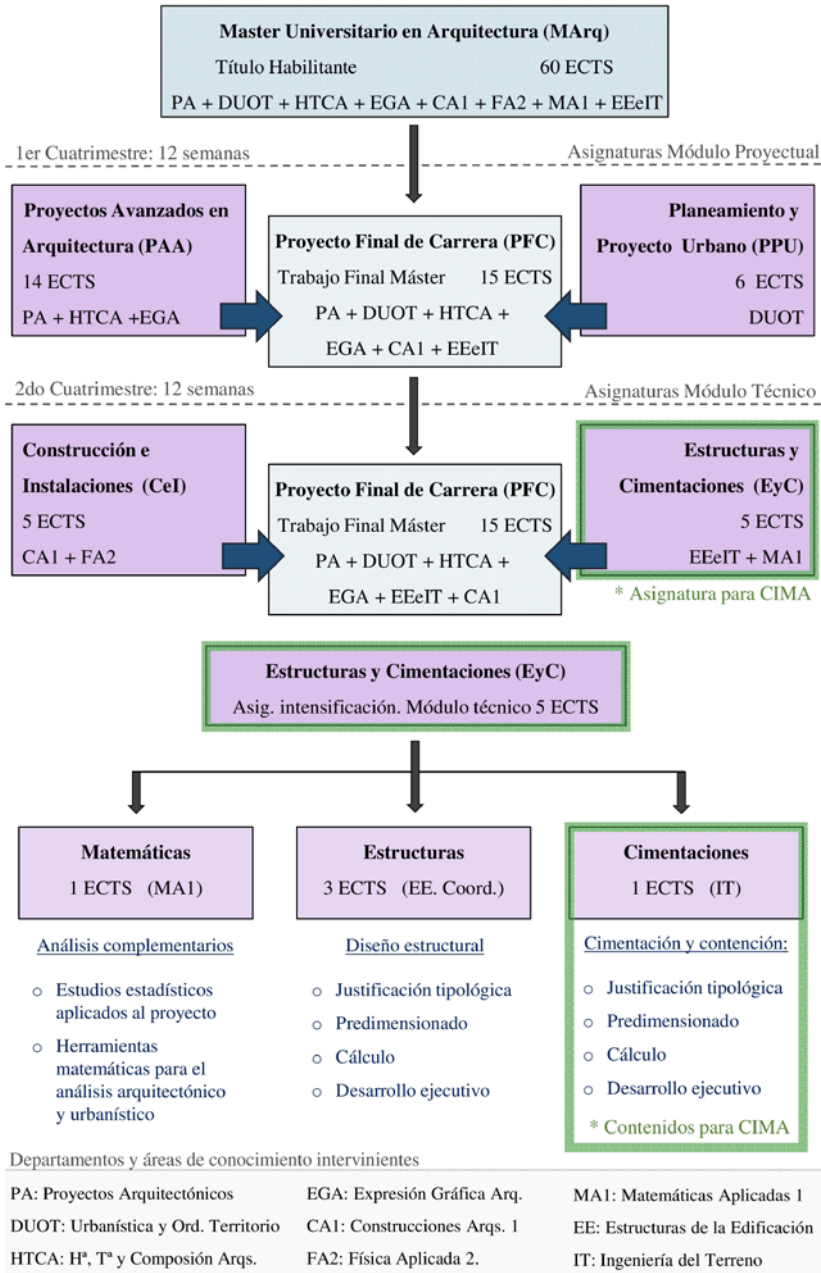 Master Universitario en Arquitectura (MArq)
Título Habilitante 60 ECTS
PA + DUOT + HTCA + EGA + CA1 + FA2 + MA1 + EEeIT
1er Cuatrimestre: 12 semanas
Asignaturas Módulo Proyectual
Proyectos Avanzados en
Arquitectura (PAA)
14 ECTS
PA + HTCA +EGA
Proyecto Final de Carrera (PFC)
Trabajo Final Máster 15 ECTS
PA + DUOT + HTCA +
EGA + CA1 + EEeIT
Planeamiento y
Proyecto Urbano (PPU)
6 ECTS
DUOT
2do Cuatrimestre: 12 semanas
Asignaturas Módulo Técnico
Construcción e
Instalaciones (CeI)
5 ECTS
CA1 + FA2
Proyecto Final de Carrera (PFC)
Trabajo Final Máster 15 ECTS
PA + DUOT + HTCA +
EGA + EEeIT + CA1
Estructuras y
Cimentaciones (EyC)
5 ECTS
EEeIT + MA1
* Asignatura para CIMA
Estructuras y Cimentaciones (EyC)
Asig. intensificación. Módulo técnico 5 ECTS
Matemáticas
1 ECTS (MA1)
Análisis complementarios
o Estudios estadísticos
aplicados al proyecto
o Herramientas
matemáticas para el
análisis arquitectónico
y urbanístico
Estructuras
3 ECTS (EE. Coord.)
Diseño estructural
o Justificación tipológica
o Predimensionado
o Cálculo
o Desarrollo ejecutivo
Cimentaciones
1 ECTS (IT)
Cimentación y contención:
o Justificación tipológica
o Predimensionado
o Cálculo
o Desarrollo ejecutivo
* Contenidos para CIMA
Departamentos y áreas de conocimiento intervinientes
PA: Proyectos Arquitectónicos
DUOT: Urbanística y Ord. Territorio
HTCA: Hª, Tª y Composión Arqs.
EGA: Expresión Gráfica Arq.
CA1: Construcciones Arqs. 1
FA2: Física Aplicada 2.
MA1: Matemáticas Aplicadas 1
EE: Estructuras de la Edificación
IT: Ingeniería del Terreno